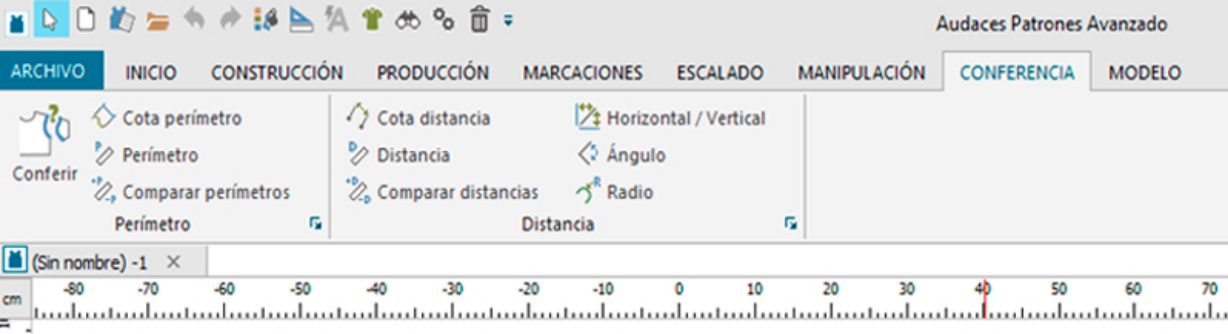 Audaces Patrones Avanzado
ARCHIVO INICIO CONSTRUCCIÓN PRODUCCIÓN MARCACIONES ESCALADO MANIPULACIÓN CONFERENCIA MODELO
Conferir
Cota perímetro
Perímetro
Comparar perímetros
Perímetro
Cota distancia
Distancia
Comparar distancias
Horizontal / Vertical
Ángulo
Radio
Distancia
(Sin nombre) -1
cm -80 -70 -60 -50 -40 -30 -20 -10 0 10 20 30 40 50 60 70